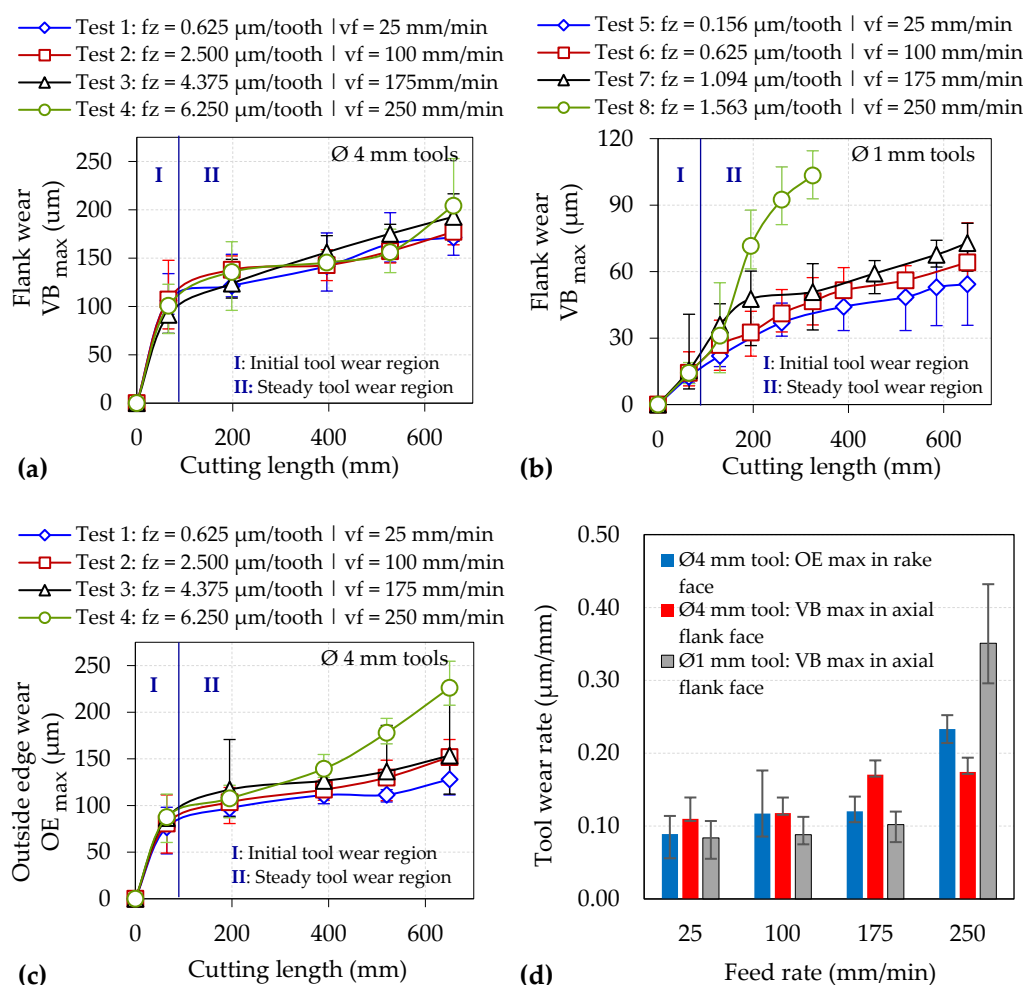 Test 1: fz = 0.625 µm/tooth | vf = 25 mm/min
Test 2: fz = 2.500 µm/tooth | vf = 100 mm/min
Test 3: fz = 4.375 µm/tooth | vf = 175mm/min
Test 4: fz = 6.250 µm/tooth | vf = 250 mm/min
Flank wear
VB_max (µm)
250
200
150
100
50
0
I
II
Ø 4 mm tools
I: Initial tool wear region
II: Steady tool wear region
0 200 400 600
(a)
Cutting length (mm)
Test 5: fz = 0.156 µm/tooth | vf = 25 mm/min
Test 6: fz = 0.625 µm/tooth | vf = 100 mm/min
Test 7: fz = 1.094 µm/tooth | vf = 175 mm/min
Test 8: fz = 1.563 µm/tooth | vf = 250 mm/min
Flank wear
VB_max (µm)
120
90
60
30
0
I
II
Ø 1 mm tools
I: Initial tool wear region
II: Steady tool wear region
0 200 400 600
(b)
Cutting length (mm)
Test 1: fz = 0.625 µm/tooth | vf = 25 mm/min
Test 2: fz = 2.500 µm/tooth | vf = 100 mm/min
Test 3: fz = 4.375 µm/tooth | vf = 175 mm/min
Test 4: fz = 6.250 µm/tooth | vf = 250 mm/min
Outside edge wear
OE_max (µm)
250
200
150
100
50
0
I
II
Ø 4 mm tools
I: Initial tool wear region
II: Steady tool wear region
0 200 400 600
(c)
Cutting length (mm)
Tool wear rate (µm/mm)
0.50
0.40
0.30
0.20
0.10
0.00
Ø4 mm tool: OE max in rake
face
Ø4 mm tool: VB max in axial
flank face
Ø1 mm tool: VB max in axial
flank face
25 100 175 250
(d)
Feed rate (mm/min)